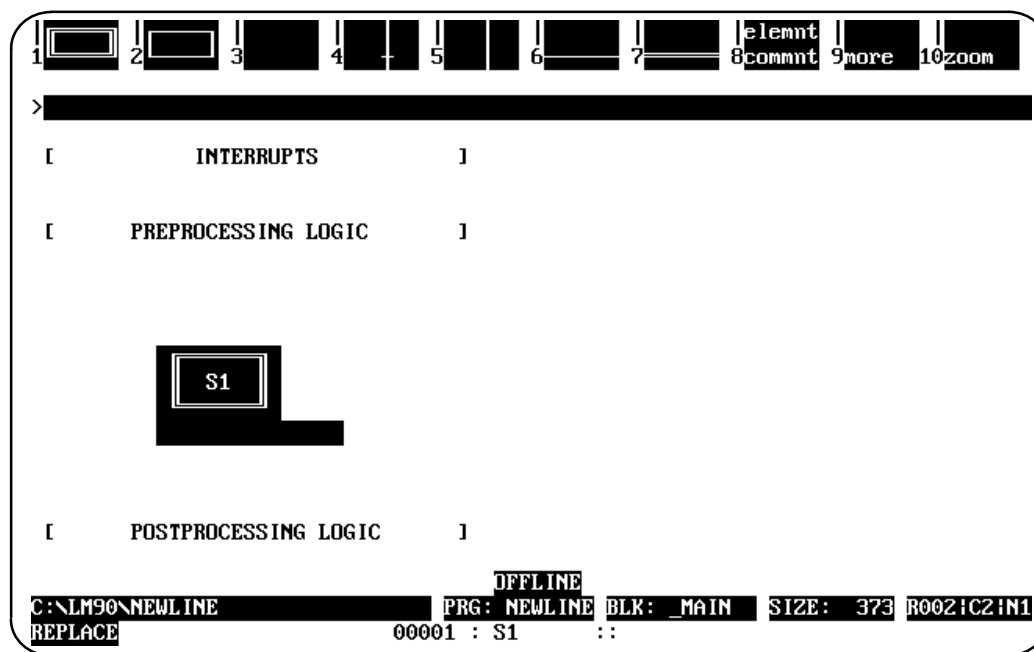 elemnt
1 2 3 4 5 6 7 8commnt 9more 10zoom
>
[ INTERRUPTS ]
[ PREPROCESSING LOGIC ]
S1
[ POSTPROCESSING LOGIC ]
OFFLINE
C:\LM90\NEWLINE PRG: NEWLINE BLK: _MAIN SIZE: 373 R002|C2|N1
REPLACE 00001 : S1 ::